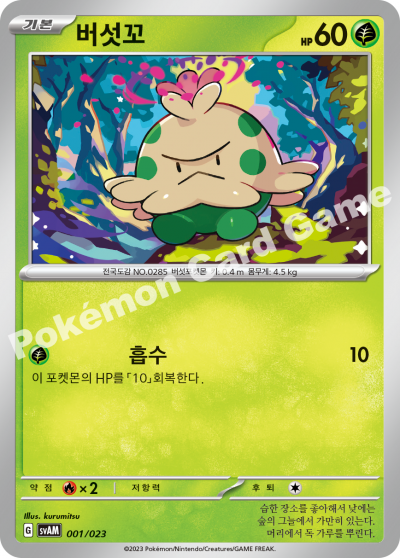 기본 버섯꼬 HP 60
전국도감 NO.0285 버섯포켓몬 키: 0.4 m 몸무게: 4.5 kg
Pokémon Card Game
흡수 10
이 포켓몬의 HP를 「10」회복한다.
약점 ×2 저항력 후퇴
Illus. kurumitsu
G svAM 001/023
습한 장소를 좋아해서 낮에는
숲의 그늘에서 가만히 있는다.
머리에서 독 가루를 뿌린다.
©2023 Pokémon/Nintendo/Creatures/GAME FREAK.